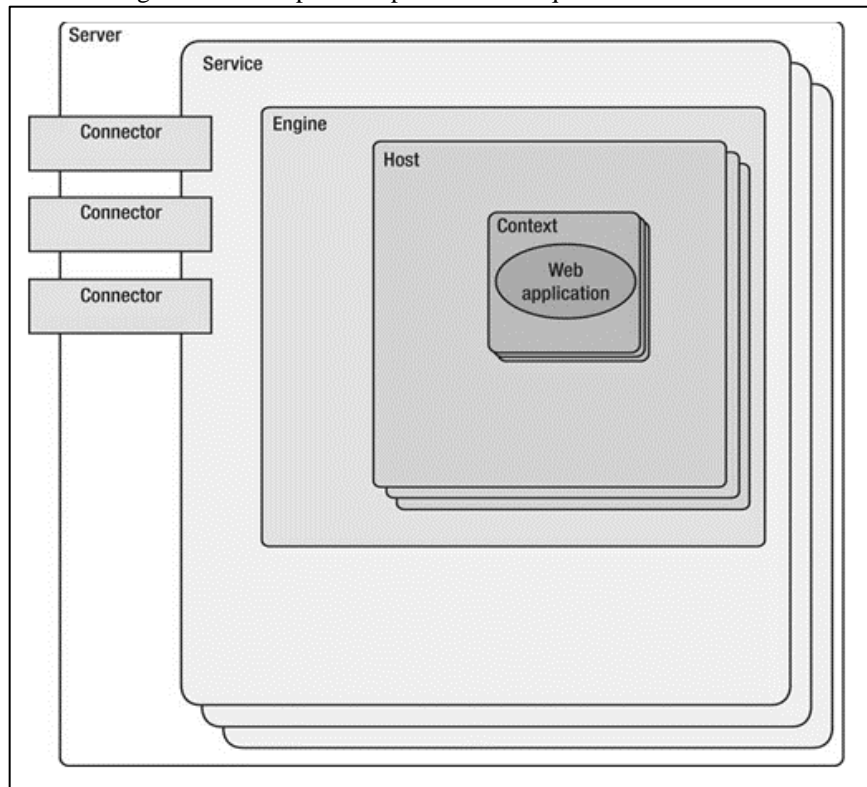 Server
Service
Connector
Engine
Host
Connector
Context
Web
application
Connector